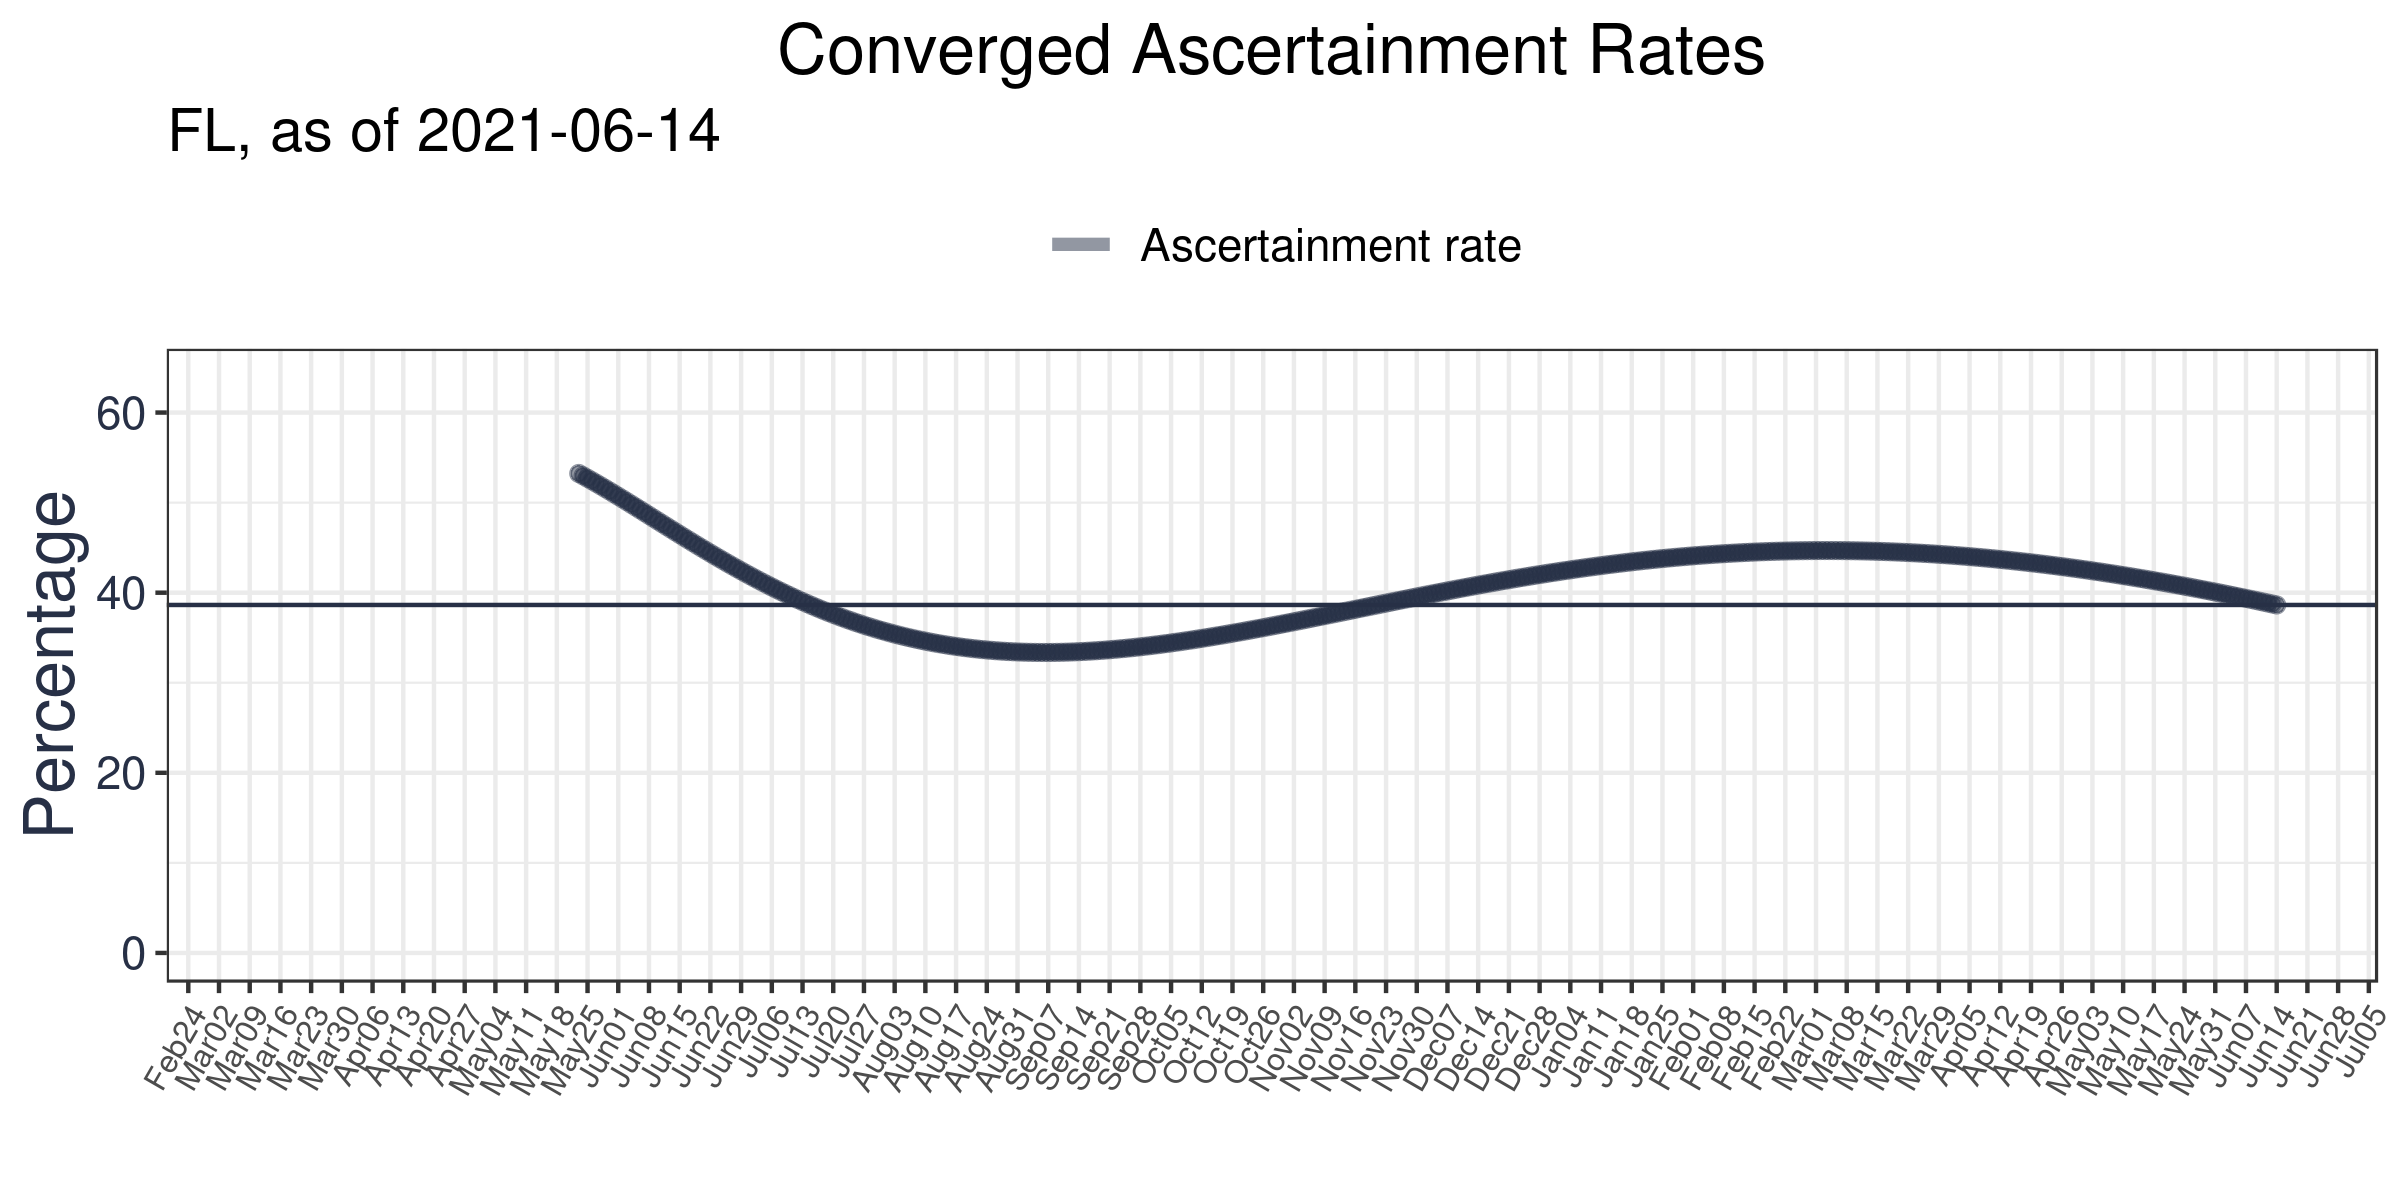 Converged Ascertainment Rates
FL, as of 2021-06-14
Ascertainment rate
Percentage
60
40
20
0
Feb24
Mar02
Mar09
Mar16
Mar23
Mar30
Apr06
Apr13
Apr20
Apr27
May04
May11
May18
May25
Jun01
Jun08
Jun15
Jun22
Jun29
Jul06
Jul13
Jul20
Jul27
Aug03
Aug10
Aug17
Aug24
Aug31
Sep07
Sep14
Sep21
Sep28
Oct05
Oct12
Oct19
Oct26
Nov02
Nov09
Nov16
Nov23
Nov30
Dec07
Dec14
Dec21
Dec28
Jan04
Jan11
Jan18
Jan25
Feb01
Feb08
Feb15
Feb22
Mar01
Mar08
Mar15
Mar22
Mar29
Apr05
Apr12
Apr19
Apr26
May03
May10
May17
May24
May31
Jun07
Jun14
Jun21
Jun28
Jul05